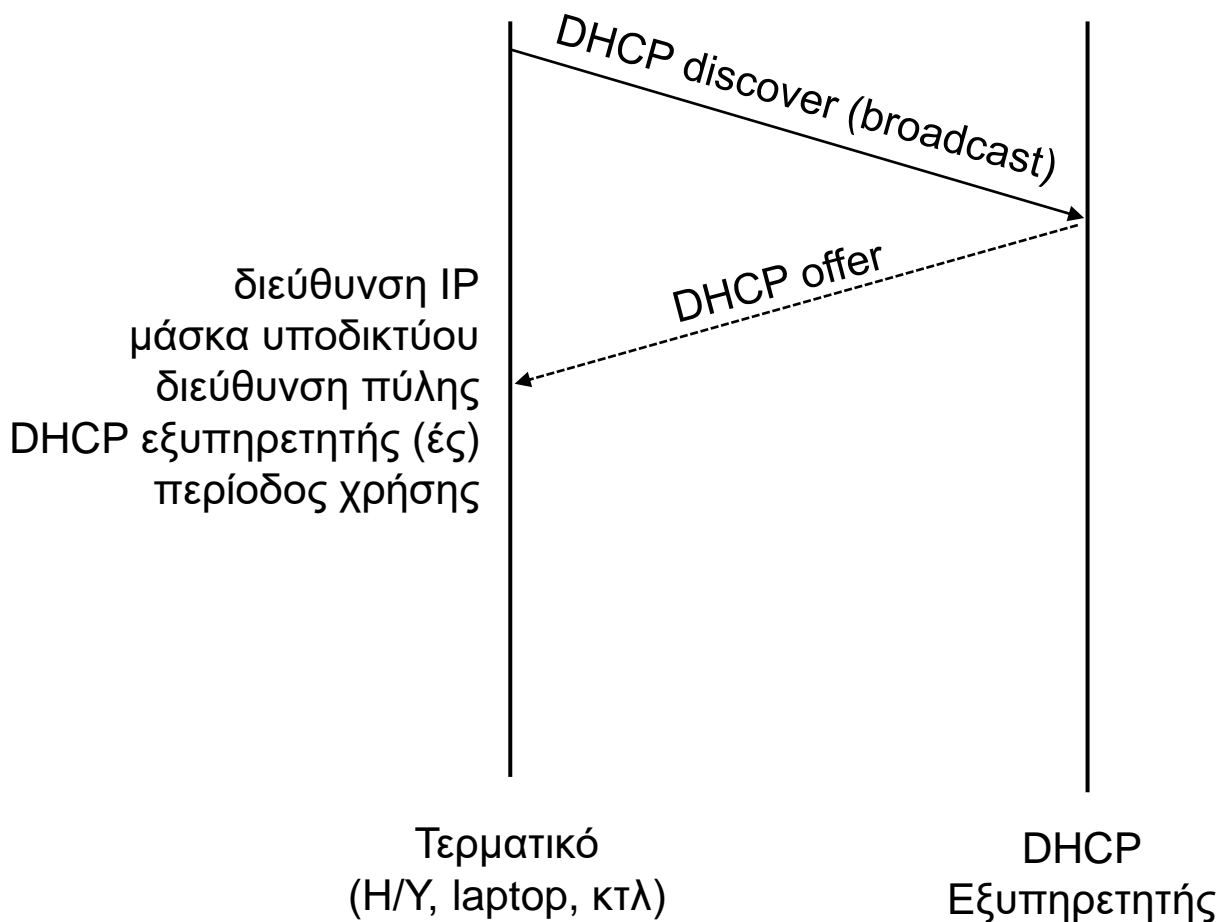 DHCP discover (broadcast)
DHCP offer
διεύθυνση IP
μάσκα υποδικτύου
διεύθυνση πύλης
DHCP εξυπηρετητής (ές)
περίοδος χρήσης
Τερματικό
(Η/Υ, laptop, κτλ)
DHCP
Εξυπηρετητής